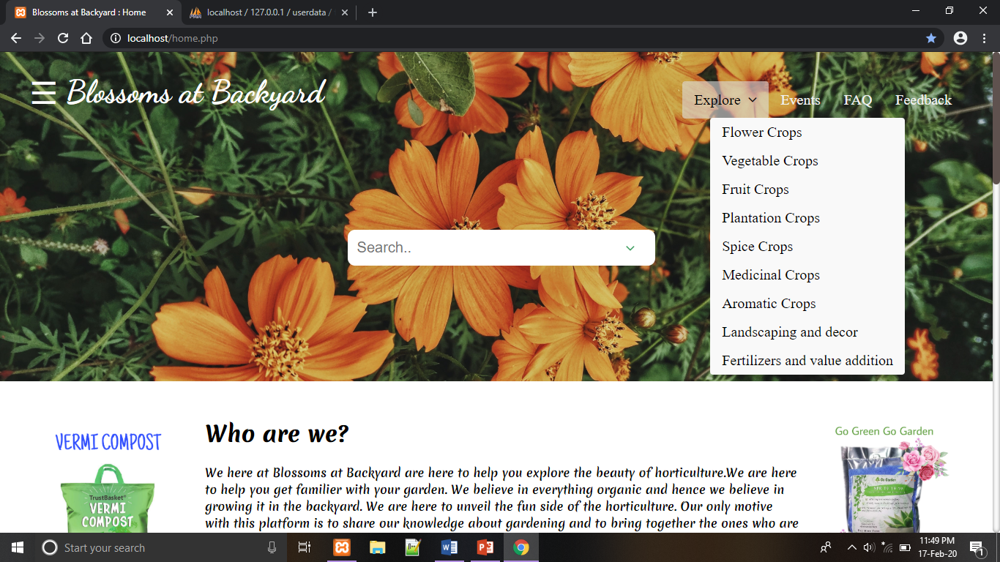 Blossoms at Backyard : Home
localhost / 127.0.0.1 / userdata /
localhost/home.php
Blossoms at Backyard
Explore
Events
FAQ
Feedback
Flower Crops
Vegetable Crops
Fruit Crops
Plantation Crops
Spice Crops
Medicinal Crops
Aromatic Crops
Landscaping and decor
Fertilizers and value addition
Search..
VERMI COMPOST
TrustBasket
VERMI
COMPOST
Who are we?
We here at Blossoms at Backyard are here to help you explore the beauty of horticulture.We are here
to help you get familier with your garden. We believe in everything organic and hence we believe in
growing it in the backyard. We are here to unveil the fun side of the horticulture. Our only motive
with this platform is to share our knowledge about gardening and to bring together the ones who are
Go Green Go Garden
Go Garden
Start your search
11:49 PM
17-Feb-20
1